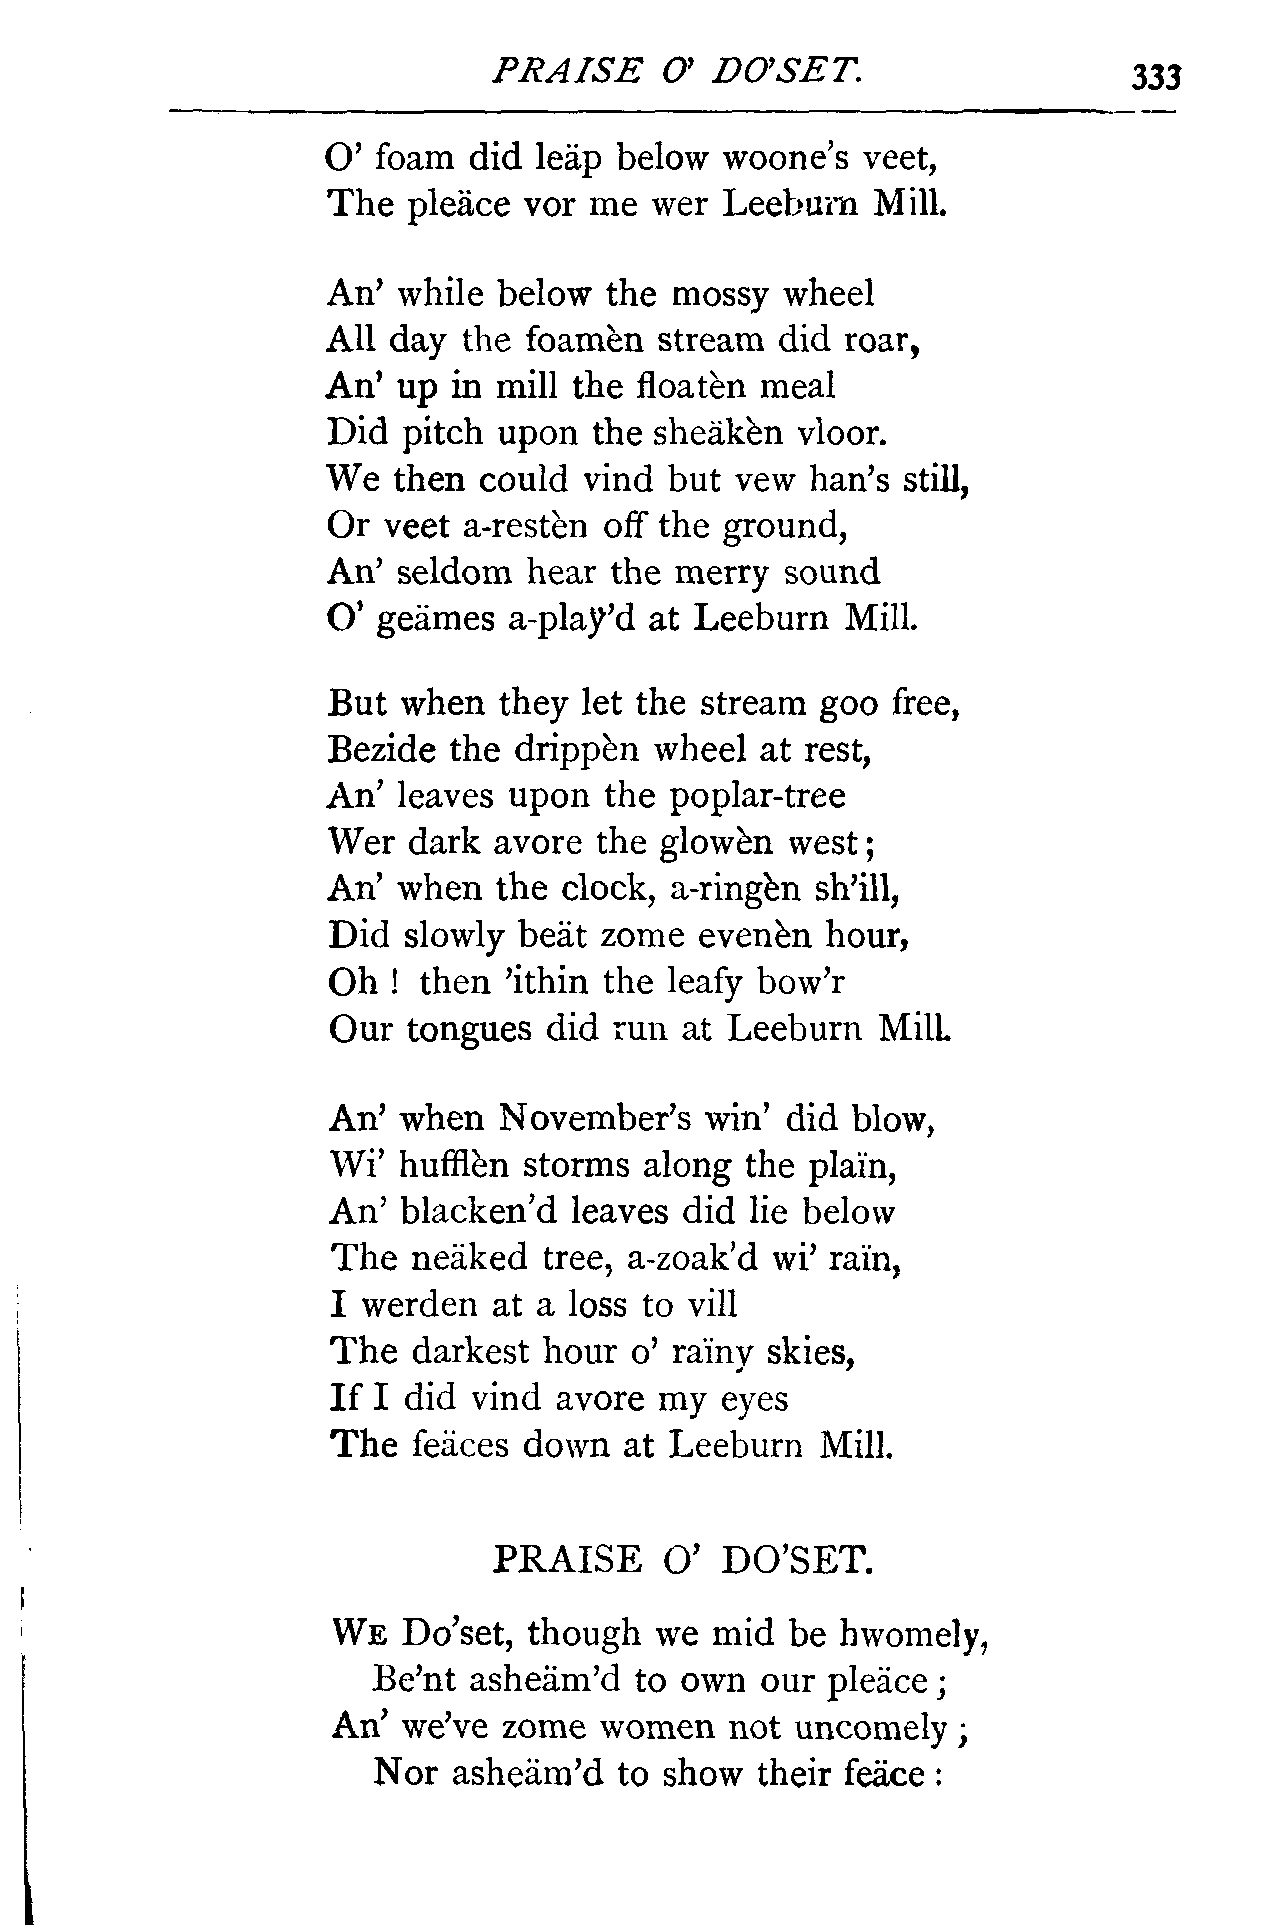 PRAISE O' DO'SET. 333
O' foam did leäp below woone's veet,
The pleäce vor me wer Leeburn Mill.
An' while below the mossy wheel
All day the foamèn stream did roar,
An' up in mill the floatèn meal
Did pitch upon the sheäkèn vloor.
We then could vind but vew han's still,
Or veet a-restèn off the ground,
An' seldom hear the merry sound
O' geämes a-plaÿ'd at Leeburn Mill.
But when they let the stream goo free,
Bezide the drippèn wheel at rest,
An' leaves upon the poplar-tree
Wer dark avore the glowèn west;
An' when the clock, a-ringèn sh'ill,
Did slowly beät zome evenèn hour,
Oh ! then 'ithin the leafy bow'r
Our tongues did run at Leeburn Mill.
An' when November's win' did blow,
Wi' hufflèn storms along the plaïn,
An' blacken'd leaves did lie below
The neäked tree, a-zoak'd wi' raïn,
I werden at a loss to vill
The darkest hour o' raïny skies,
If I did vind avore my eyes
The feäces down at Leeburn Mill.
PRAISE O' DO'SET.
WE Do'set, though we mid be hwomely,
Be'nt asheäm'd to own our pleäce;
An' we've zome women not uncomely;
Nor asheäm'd to show their feäce: